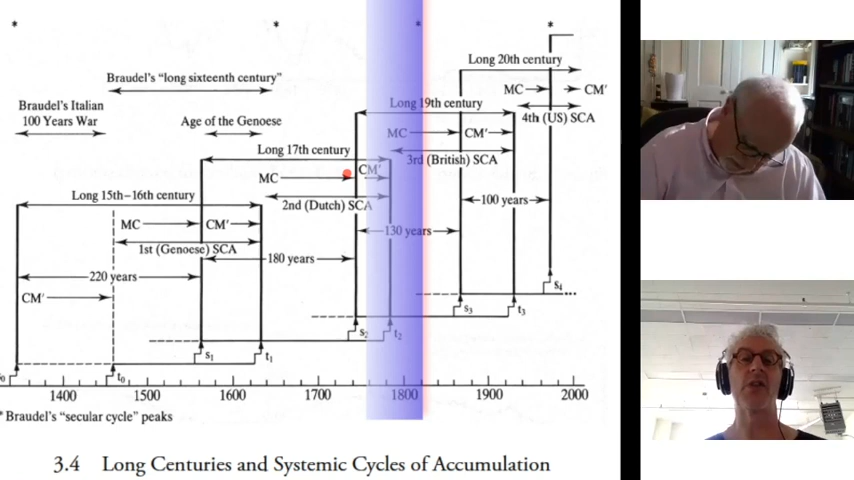 * * * *
Long 20th century
Braudel's "long sixteenth century"
MC CM'
Braudel's Italian
100 Years War
Age of the Genoese
Long 19th century
4th (US) SCA
MC CM'
Long 17th century
3rd (British) SCA
MC CM'
Long 15th–16th century
100 years
2nd (Dutch) SCA
MC CM'
130 years
1st (Genoese) SCA
180 years
220 years
CM'
S4
S3 t3
S2 t2
S1 t1
t0
1400 1500 1600 1700 1800 1900 2000
* Braudel's "secular cycle" peaks
3.4 Long Centuries and Systemic Cycles of Accumulation